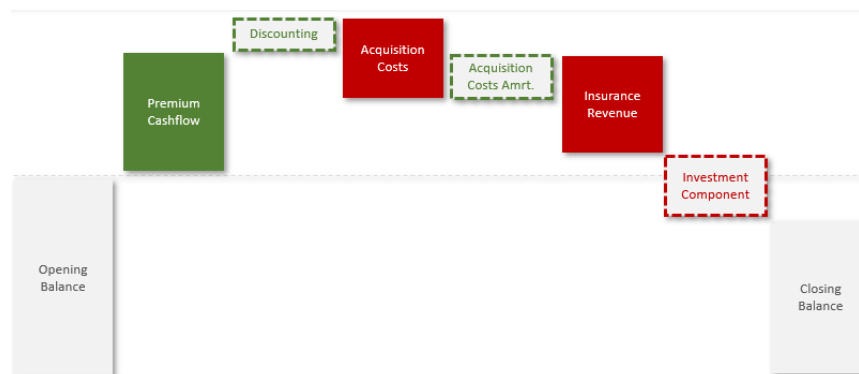 Discounting
Acquisition
Costs
Acquisition
Costs Amrt.
Premium
Cashflow
Insurance
Revenue
Investment
Component
Opening
Balance
Closing
Balance